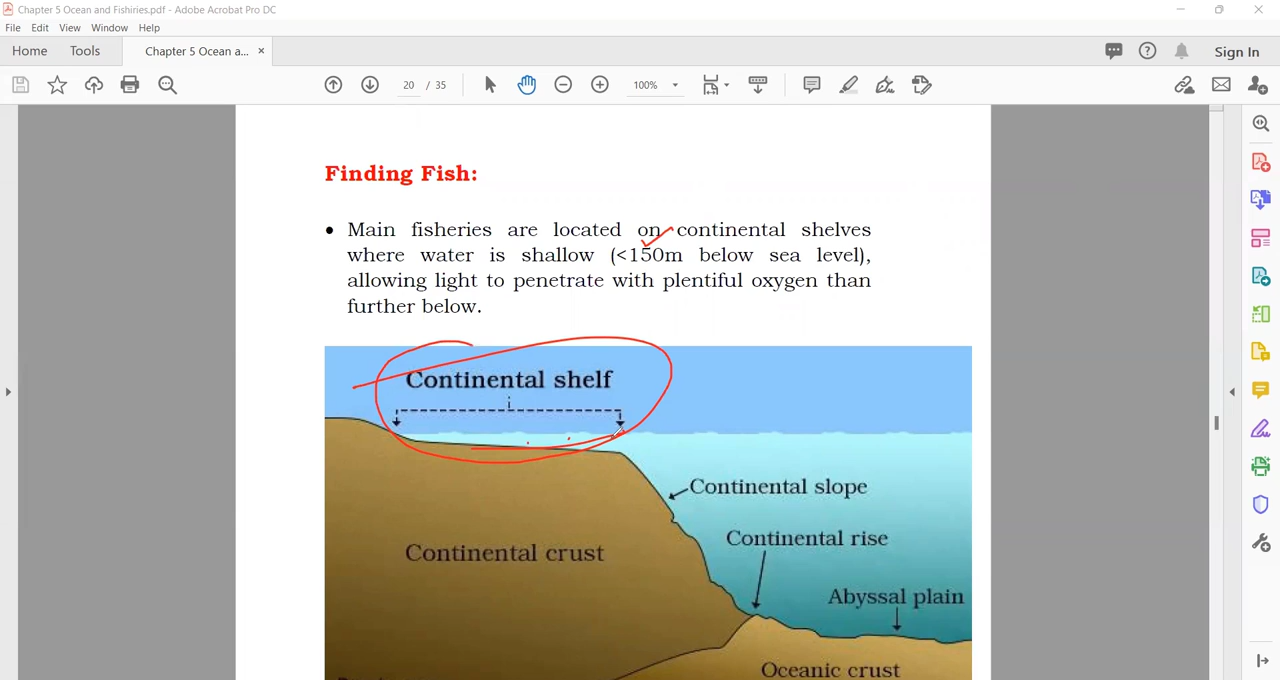 Chapter 5 Ocean and Fishiries.pdf - Adobe Acrobat Pro DC
File Edit View Window Help
Home Tools Chapter 5 Ocean a... × Sign In
20 / 35 100%
Finding Fish:
• Main fisheries are located on continental shelves
where water is shallow (<150m below sea level),
allowing light to penetrate with plentiful oxygen than
further below.
Continental shelf
Continental slope
Continental rise
Continental crust
Abyssal plain
Oceanic crust